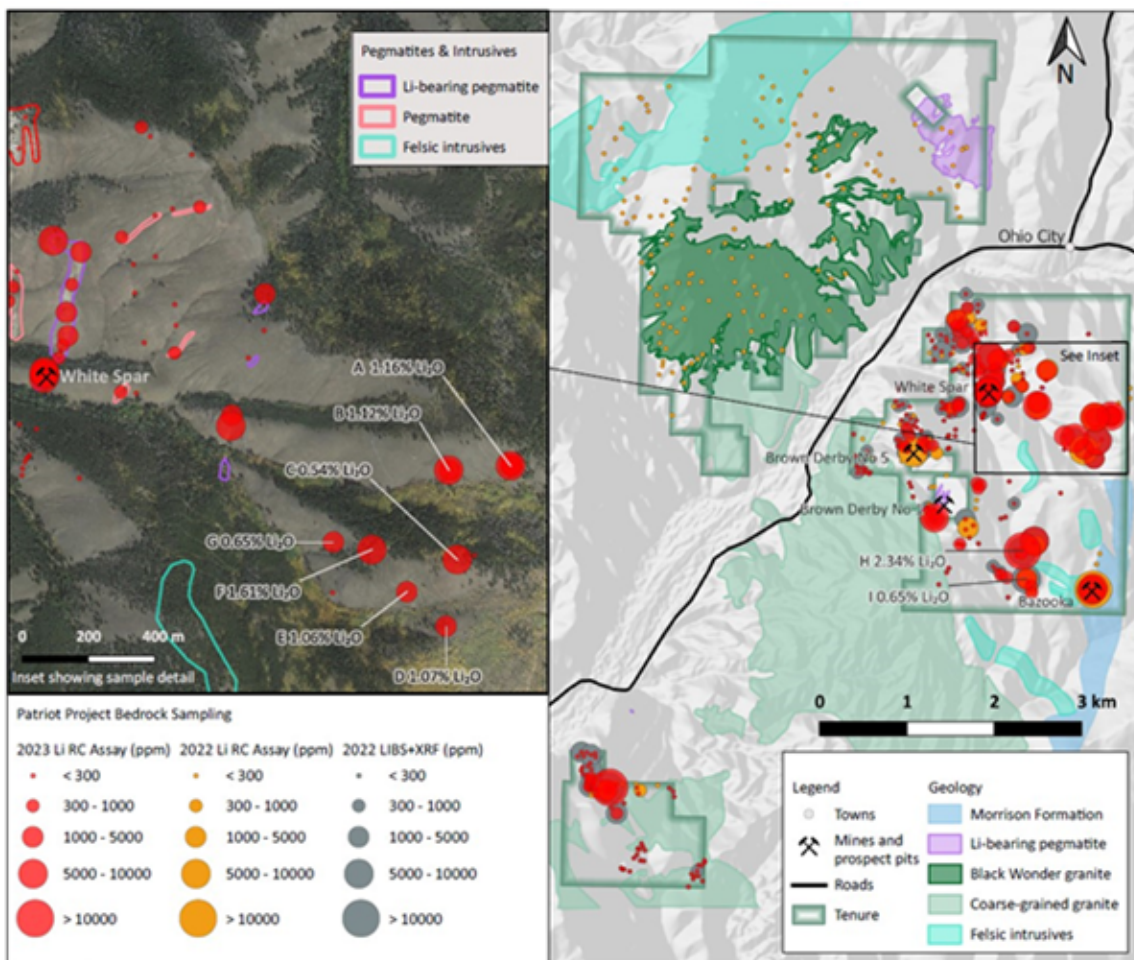 Pegmatites & Intrusives
Li-bearing pegmatite
Pegmatite
Felsic intrusives
White Spar
A 1.16% Li₂O
B 1.12% Li₂O
C 0.54% Li₂O
G 0.65% Li₂O
F 1.61% Li₂O
E 1.06% Li₂O
D 1.07% Li₂O
0 200 400 m
Inset showing sample detail
Patriot Project Bedrock Sampling
2023 Li RC Assay (ppm) 2022 Li RC Assay (ppm) 2022 LIBS+XRF (ppm)
< 300 < 300 < 300
300 - 1000 300 - 1000 300 - 1000
1000 - 5000 1000 - 5000 1000 - 5000
5000 - 10000 5000 - 10000 5000 - 10000
> 10000 > 10000 > 10000
N
Ohio City
See Inset
White Spar
Brown Derby No 5
Brown Derby No
H 2.34% Li₂O
I 0.65% Li₂O
Bazooka
0 1 2 3 km
Legend
Towns
Mines and
prospect pits
Roads
Tenure
Geology
Morrison Formation
Li-bearing pegmatite
Black Wonder granite
Coarse-grained granite
Felsic intrusives